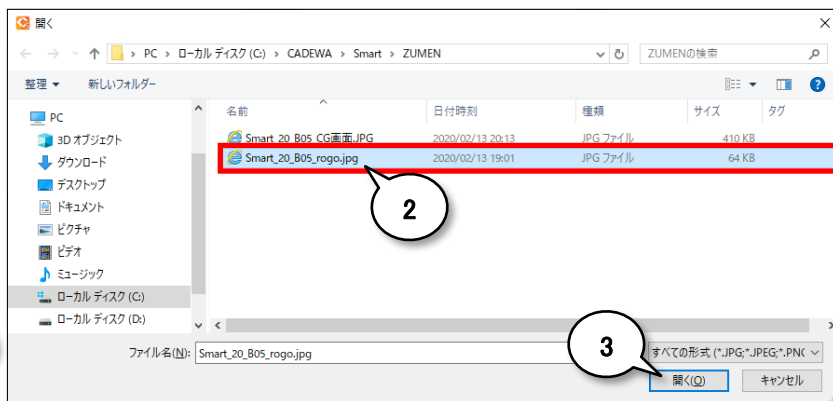 開く
PC › ローカル ディスク (C:) › CADEWA › Smart › ZUMEN
ZUMENの検索
整理 新しいフォルダー
名前 日付時刻 種類 サイズ タグ
Smart_20_B05_CG画面.JPG 2020/02/13 20:13 JPG ファイル 410 KB
Smart_20_B05_rogo.jpg 2020/02/13 19:01 JPG ファイル 64 KB
PC
3D オブジェクト
ダウンロード
デスクトップ
ドキュメント
ピクチャ
ビデオ
ミュージック
ローカル ディスク (C:)
ローカル ディスク (D:)
2
3
ファイル名(N): Smart_20_B05_rogo.jpg
すべての形式 (*.JPG;*.JPEG;*.PN(
開く(O) キャンセル